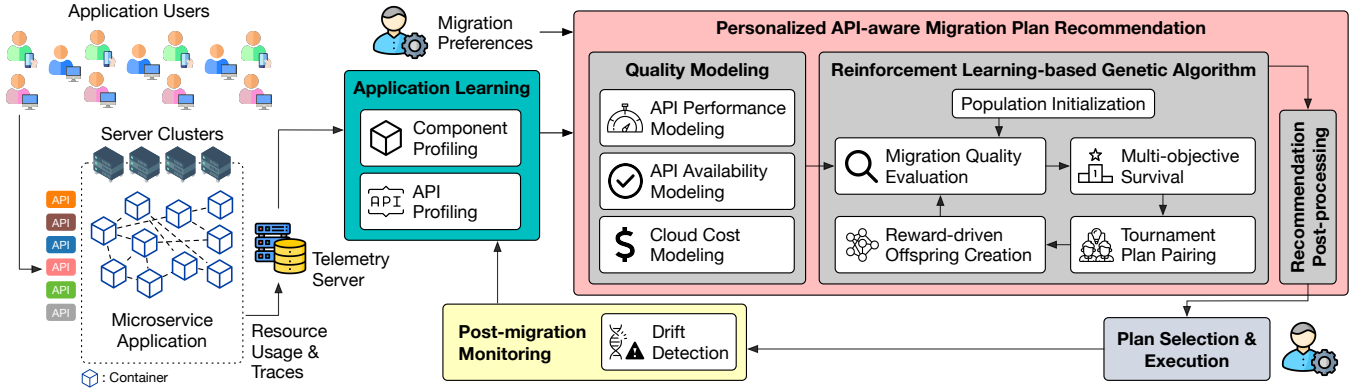 Application Users
Server Clusters
API
API
API
API
API
API
Microservice
Application
: Container
Resource
Usage &
Traces
Telemetry
Server
Migration
Preferences
Application Learning
Component
Profiling
API
API
Profiling
Personalized API-aware Migration Plan Recommendation
Quality Modeling
API Performance
Modeling
API Availability
Modeling
$
Cloud Cost
Modeling
Reinforcement Learning-based Genetic Algorithm
Population Initialization
Migration Quality
Evaluation
1
Multi-objective
Survival
Reward-driven
Offspring Creation
Tournament
Plan Pairing
Recommendation
Post-processing
Post-migration
Monitoring
Drift
Detection
Plan Selection &
Execution